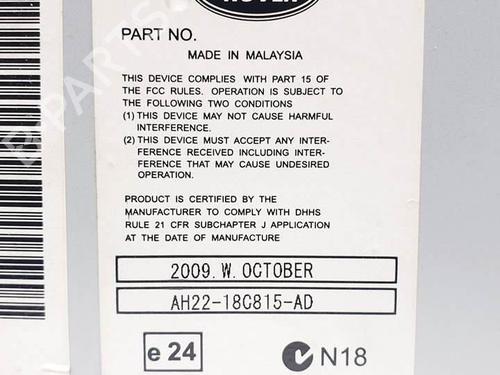 ROVER
PART NO.
MADE IN MALAYSIA
THIS DEVICE COMPLIES WITH PART 15 OF
THE FCC RULES. OPERATION IS SUBJECT TO
THE FOLLOWING TWO CONDITIONS
(1) THIS DEVICE MAY NOT CAUSE HARMFUL
INTERFERENCE.
(2) THIS DEVICE MUST ACCEPT ANY INTER-
FERENCE RECEIVED INCLUDING INTER-
FERENCE THAT MAY CAUSE UNDESIRED
OPERATION.
PRODUCT IS CERTIFIED BY THE
MANUFACTURER TO COMPLY WITH DHHS
RULE 21 CFR SUBCHAPTER J APPLICATION
AT THE DATE OF MANUFACTURE
2009. W. OCTOBER
AH22-18C815-AD
e 24
N18